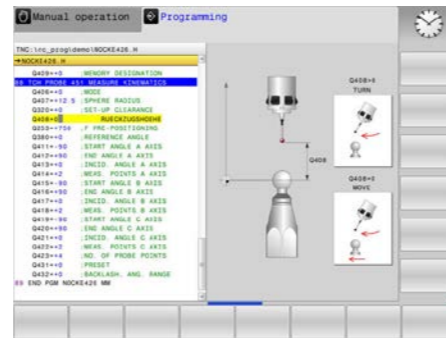 Manual operation
Programming
TNC:\nc_prog\demo\NOCKE426.H
→NOCKE426.H
Q409=+0 ;MEMORY DESIGNATION
88 TCH PROBE 451 MEASURE KINEMATICS
Q406=+0 ;MODE
Q407=+12.5 ;SPHERE RADIUS
Q320=+0 ;SET-UP CLEARANCE
Q408=+0 RUECKZUGSHOEHE
Q253=+750 ;F PRE-POSITIONING
Q380=+0 ;REFERENCE ANGLE
Q411=-90 ;START ANGLE A AXIS
Q412=+90 ;END ANGLE A AXIS
Q413=+0 ;INCID. ANGLE A AXIS
Q414=+2 ;MEAS. POINTS A AXIS
Q415=-90 ;START ANGLE B AXIS
Q416=+90 ;END ANGLE B AXIS
Q417=+0 ;INCID. ANGLE B AXIS
Q418=+2 ;MEAS. POINTS B AXIS
Q419=-90 ;START ANGLE C AXIS
Q420=+90 ;END ANGLE C AXIS
Q421=+0 ;INCID. ANGLE C AXIS
Q422=+2 ;MEAS. POINTS C AXIS
Q423=+4 ;NO. OF PROBE POINTS
Q431=+0 ;PRESET
Q432=+0 ;BACKLASH, ANG. RANGE
89 END PGM NOCKE426 MM
Q408
Q408>0
TURN
Q408=0
MOVE